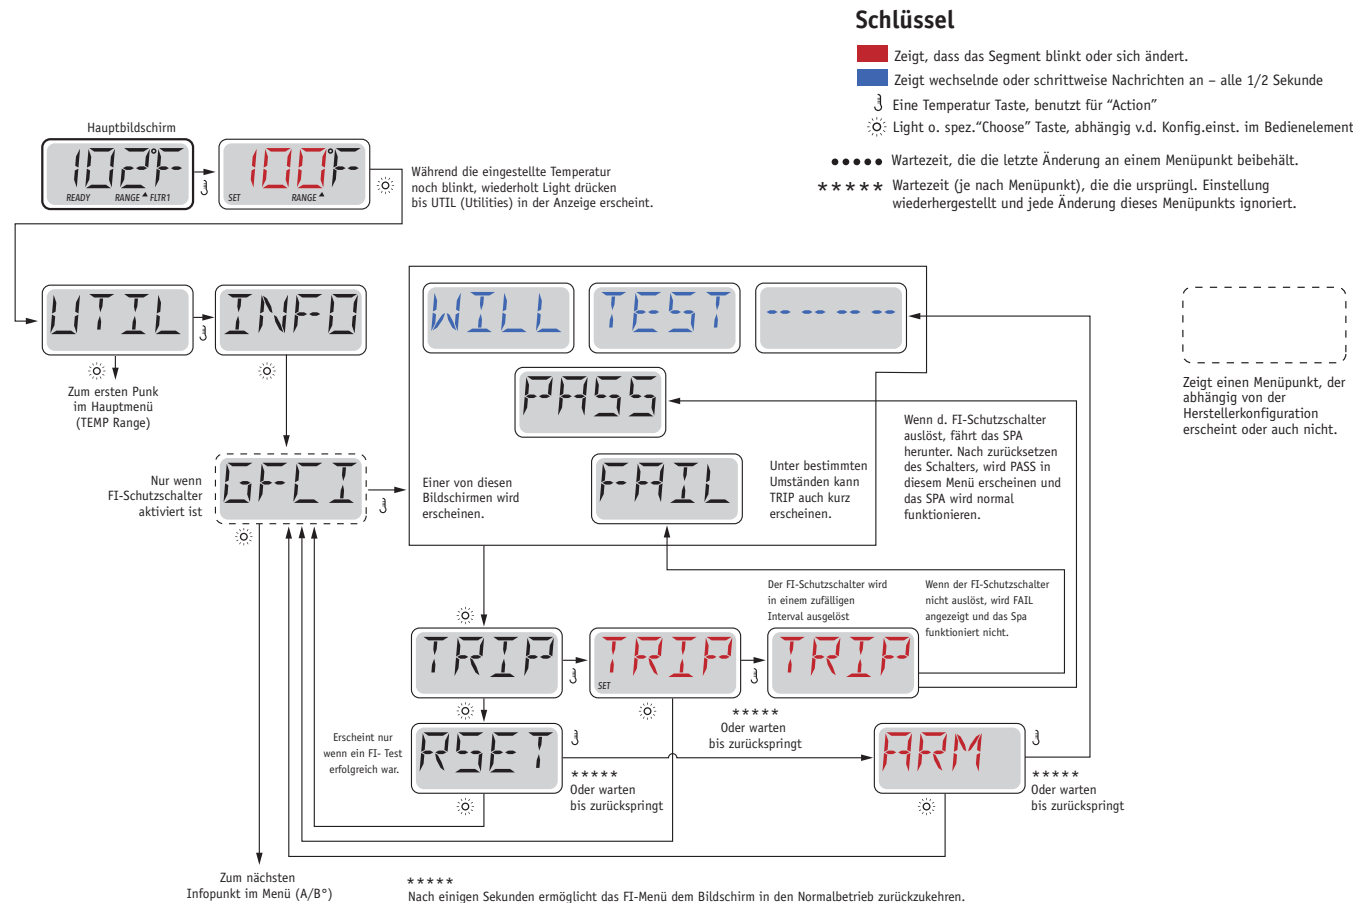 Schlüssel
Zeigt, dass das Segment blinkt oder sich ändert.
Zeigt wechselnde oder schrittweise Nachrichten an – alle 1/2 Sekunde
Eine Temperatur Taste, benutzt für “Action”
Light o. spez.“Choose” Taste, abhängig v.d. Konfig.einst. im Bedienelement
••••• Wartezeit, die die letzte Änderung an einem Menüpunkt beibehält.
***** Wartezeit (je nach Menüpunkt), die die ursprüngl. Einstellung
wiederhergestellt und jede Änderung dieses Menüpunkts ignoriert.
Hauptbildschirm
102°F
READY RANGE FLTR1
100°F
SET RANGE
Während die eingestellte Temperatur
noch blinkt, wiederholt Light drücken
bis UTIL (Utilities) in der Anzeige erscheint.
UTIL
INFO
WILL
TEST
-- -- -- --
Zum ersten Punk
im Hauptmenü
(TEMP Range)
PASS
Zeigt einen Menüpunkt, der
abhängig von der
Herstellerkonfiguration
erscheint oder auch nicht.
Nur wenn
FI-Schutzschalter
aktiviert ist
GFCI
Einer von diesen
Bildschirmen wird
erscheinen.
FAIL
Unter bestimmten
Umständen kann
TRIP auch kurz
erscheinen.
Wenn d. FI-Schutzschalter
auslöst, fährt das SPA
herunter. Nach zurücksetzen
des Schalters, wird PASS in
diesem Menü erscheinen und
das SPA wird normal
funktionieren.
Der FI-Schutzschalter wird
in einem zufälligen
Interval ausgelöst
Wenn der FI-Schutzschalter
nicht auslöst, wird FAIL
angezeigt und das Spa
funktioniert nicht.
TRIP
TRIP
SET
TRIP
*****
Oder warten
bis zurückspringt
Erscheint nur
wenn ein FI- Test
erfolgreich war.
RSET
*****
Oder warten
bis zurückspringt
ARM
*****
Oder warten
bis zurückspringt
Zum nächsten
Infopunkt im Menü (A/B°)
*****
Nach einigen Sekunden ermöglicht das FI-Menü dem Bildschirm in den Normalbetrieb zurückzukehren.